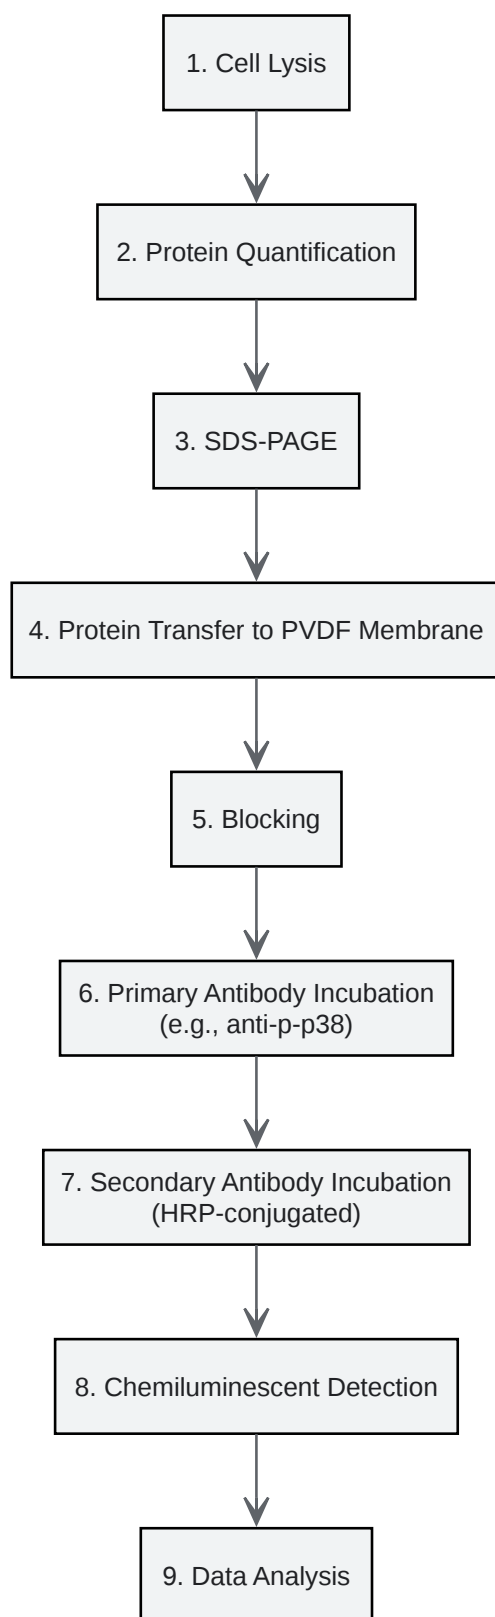 1. Cell Lysis
2. Protein Quantification
3. SDS-PAGE
4. Protein Transfer to PVDF Membrane
5. Blocking
6. Primary Antibody Incubation
(e.g., anti-p-p38)
7. Secondary Antibody Incubation
(HRP-conjugated)
8. Chemiluminescent Detection
9. Data Analysis